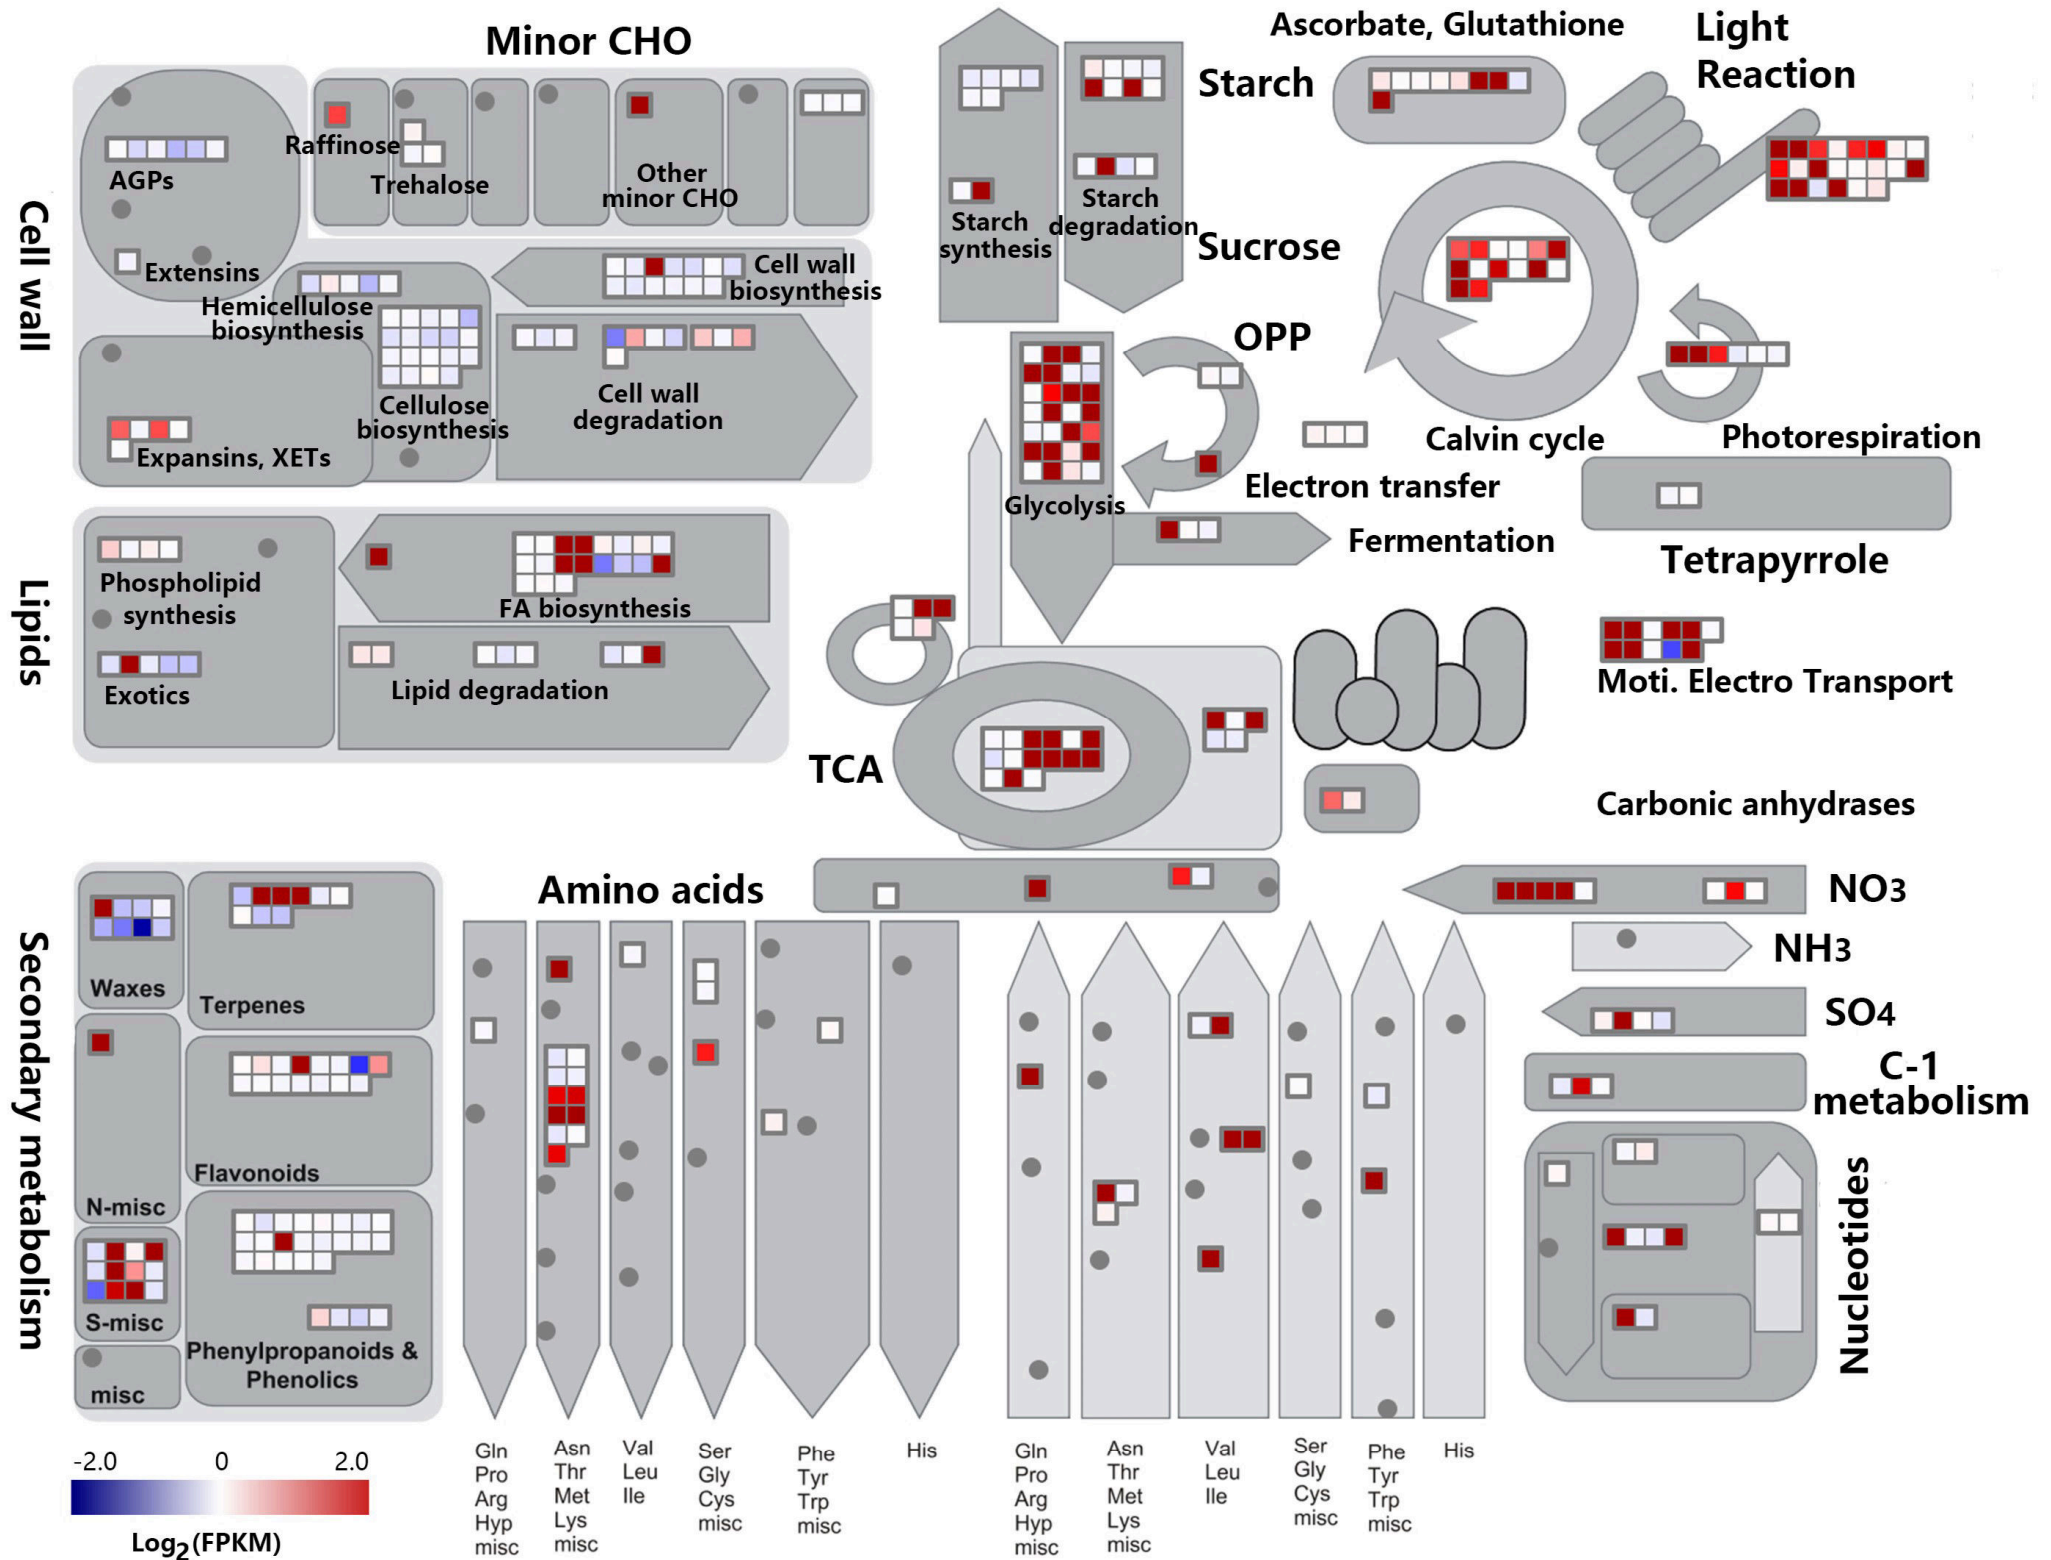 Minor CHO
Ascorbate, Glutathione
Light
Reaction
Starch
Raffinose
Trehalose
Other
minor CHO
AGPs
Extensins
Cell wall
Starch
synthesis
Starch
degradation
Sucrose
Hemicellulose
biosynthesis
Cell wall
biosynthesis
Cellulose
biosynthesis
Cell wall
degradation
Expansins, XETs
OPP
Glycolysis
Calvin cycle
Photorespiration
Electron transfer
Fermentation
Tetrapyrrole
Lipids
Phospholipid
synthesis
Exotics
FA biosynthesis
Lipid degradation
Moti. Electro Transport
TCA
Carbonic anhydrases
Amino acids
NO3
NH3
SO4
C-1
metabolism
Nucleotides
Secondary metabolism
Waxes
Terpenes
N-misc
Flavonoids
S-misc
Phenylpropanoids &
Phenolics
misc
Gln
Pro
Arg
Hyp
misc
Asn
Thr
Met
Lys
misc
Val
Leu
Ile
Ser
Gly
Cys
misc
Phe
Tyr
Trp
misc
His
Gln
Pro
Arg
Hyp
misc
Asn
Thr
Met
Lys
misc
Val
Leu
Ile
Ser
Gly
Cys
misc
Phe
Tyr
Trp
misc
His
-2.0 0 2.0
Log2(FPKM)